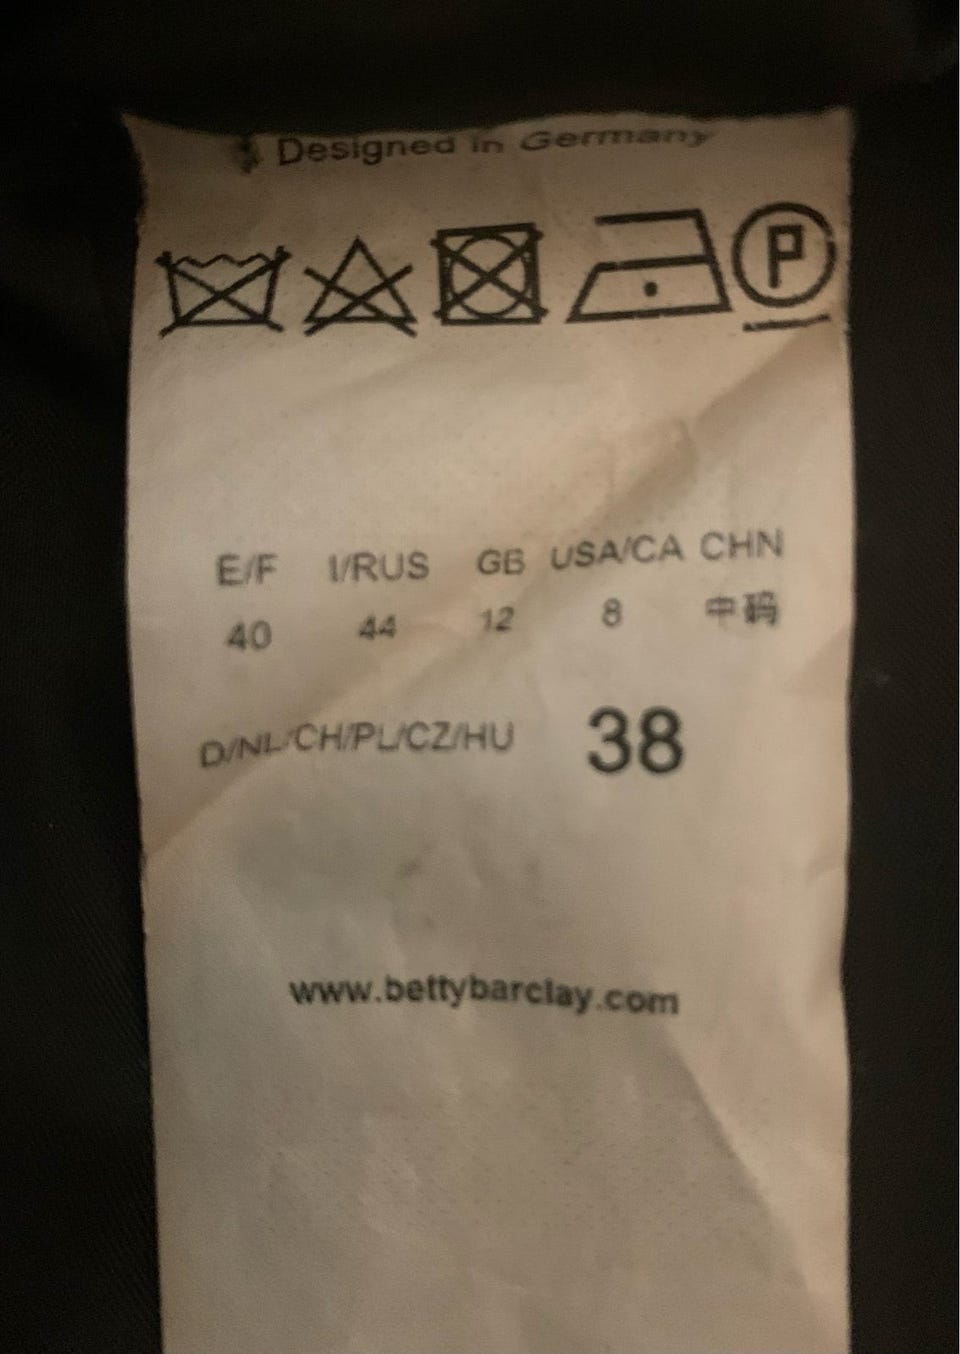 Designed in Germany
P
E/F I/RUS GB USA/CA CHN
40 44 12 8 中码
D/NL/CH/PL/CZ/HU 38
www.bettybarclay.com